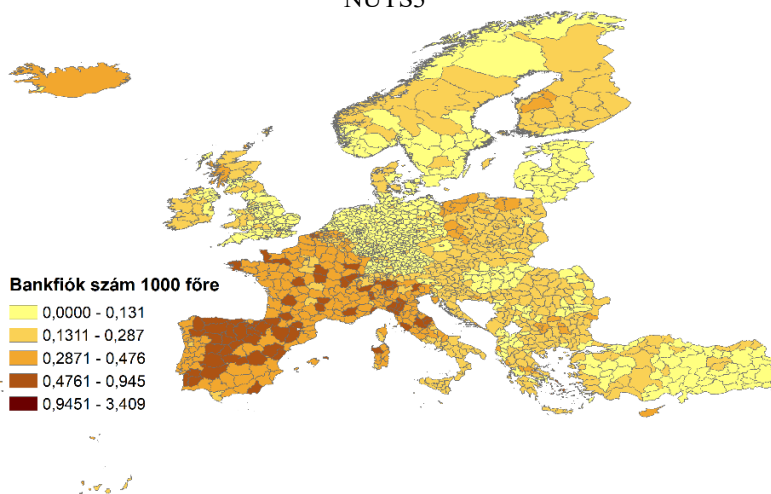 NUTS3
Bankfiók szám 1000 főre
0,0000 - 0,131
0,1311 - 0,287
0,2871 - 0,476
0,4761 - 0,945
0,9451 - 3,409